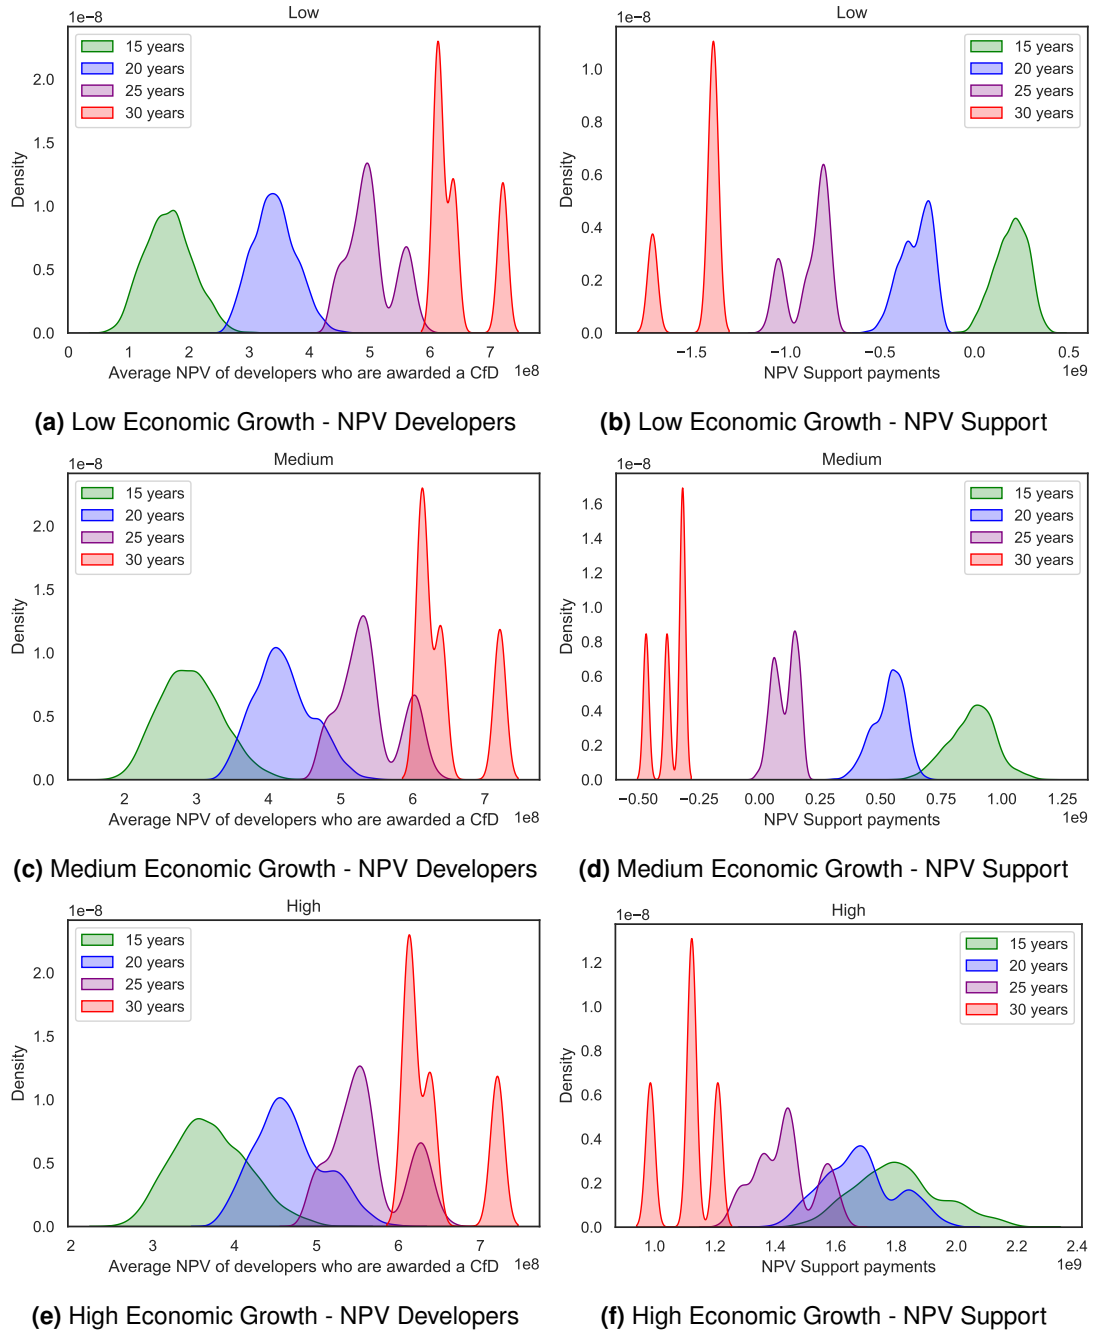 Low
1e−8
15 years
20 years
25 years
30 years
2.0
1.5
1.0
0.5
0.0
Density
0 1 2 3 4 5 6 7
Average NPV of developers who are awarded a CfD 1e8
(a) Low Economic Growth - NPV Developers
Low
1e−8
15 years
20 years
25 years
30 years
1.0
0.8
0.6
0.4
0.2
0.0
Density
−1.5 −1.0 −0.5 0.0 0.5
NPV Support payments 1e9
(b) Low Economic Growth - NPV Support
Medium
1e−8
15 years
20 years
25 years
30 years
2.0
1.5
1.0
0.5
0.0
Density
2 3 4 5 6 7
Average NPV of developers who are awarded a CfD 1e8
(c) Medium Economic Growth - NPV Developers
Medium
1e−8
15 years
20 years
25 years
30 years
1.6
1.4
1.2
1.0
0.8
0.6
0.4
0.2
0.0
Density
−0.50 −0.25 0.00 0.25 0.50 0.75 1.00 1.25
NPV Support payments 1e9
(d) Medium Economic Growth - NPV Support
High
1e−8
15 years
20 years
25 years
30 years
2.0
1.5
1.0
0.5
0.0
Density
2 3 4 5 6 7
Average NPV of developers who are awarded a CfD 1e8
(e) High Economic Growth - NPV Developers
High
1e−8
15 years
20 years
25 years
30 years
1.2
1.0
0.8
0.6
0.4
0.2
0.0
Density
1.0 1.2 1.4 1.6 1.8 2.0 2.2 2.4
NPV Support payments 1e9
(f) High Economic Growth - NPV Support